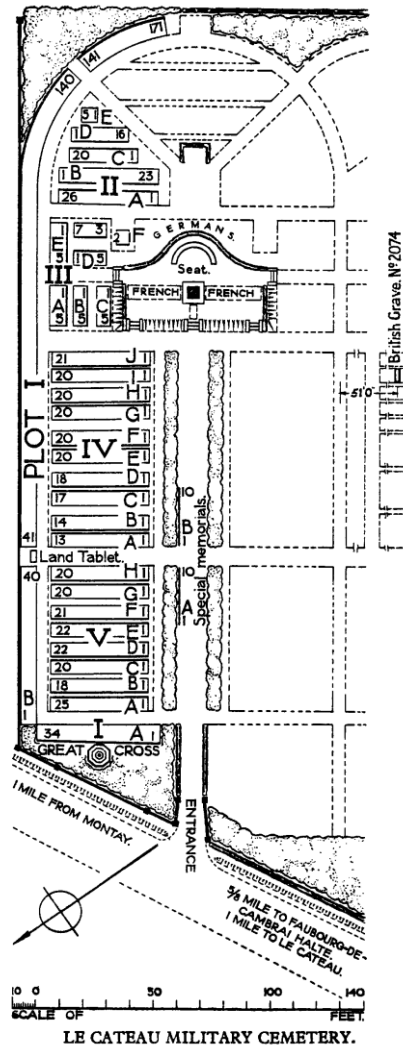 171
141
140
5 1 E
1 D 16
20 C 1
1 B 23
II
26 A 1
GERMANS.
1 E 5
7 3
2 F
1 D 5
Seat.
III
FRENCH FRENCH
1 A 5
1 B 5
1 C 5
British Grave. Nº 2074
II
51'0"
PLOT I
21 J 1
20 I 1
20 H 1
20 G 1
20 F 1
IV
20 E 1
18 D 1
17 C 1
14 B 1
13 A 1
10
B
1
Special memorials.
41
Land Tablet.
40
20 H 1
20 G 1
21 F 1
22 E 1
V
22 D 1
20 C 1
18 B 1
25 A 1
10
A
1
B
1
I
34 A 1
GREAT CROSS
1 MILE FROM MONTAY.
ENTRANCE
5/8 MILE TO FAUBOURG-DE-
CAMBRAI HALTE.
1 MILE TO LE CATEAU.
10 0 50 100 140
SCALE OF FEET.
LE CATEAU MILITARY CEMETERY.